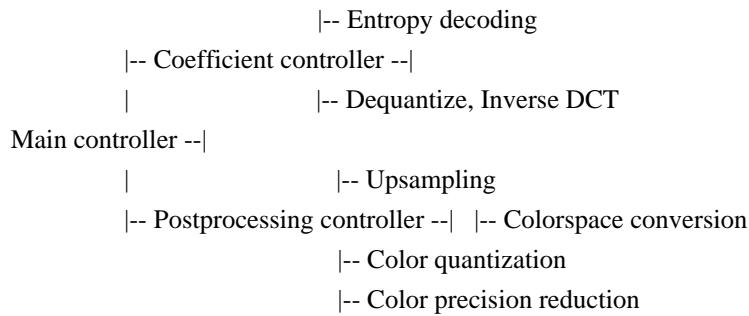 |-- Entropy decoding
|-- Coefficient controller --|
| |-- Dequantize, Inverse DCT
Main controller --|
| |-- Upsampling
|-- Postprocessing controller --| |-- Colorspace conversion
|-- Color quantization
|-- Color precision reduction